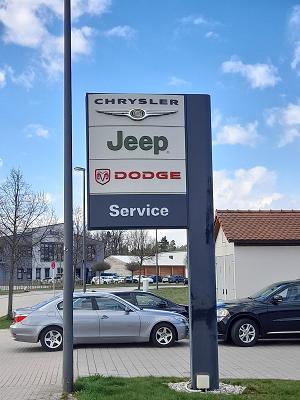 CHRYSLER
Jeep
DODGE
Service